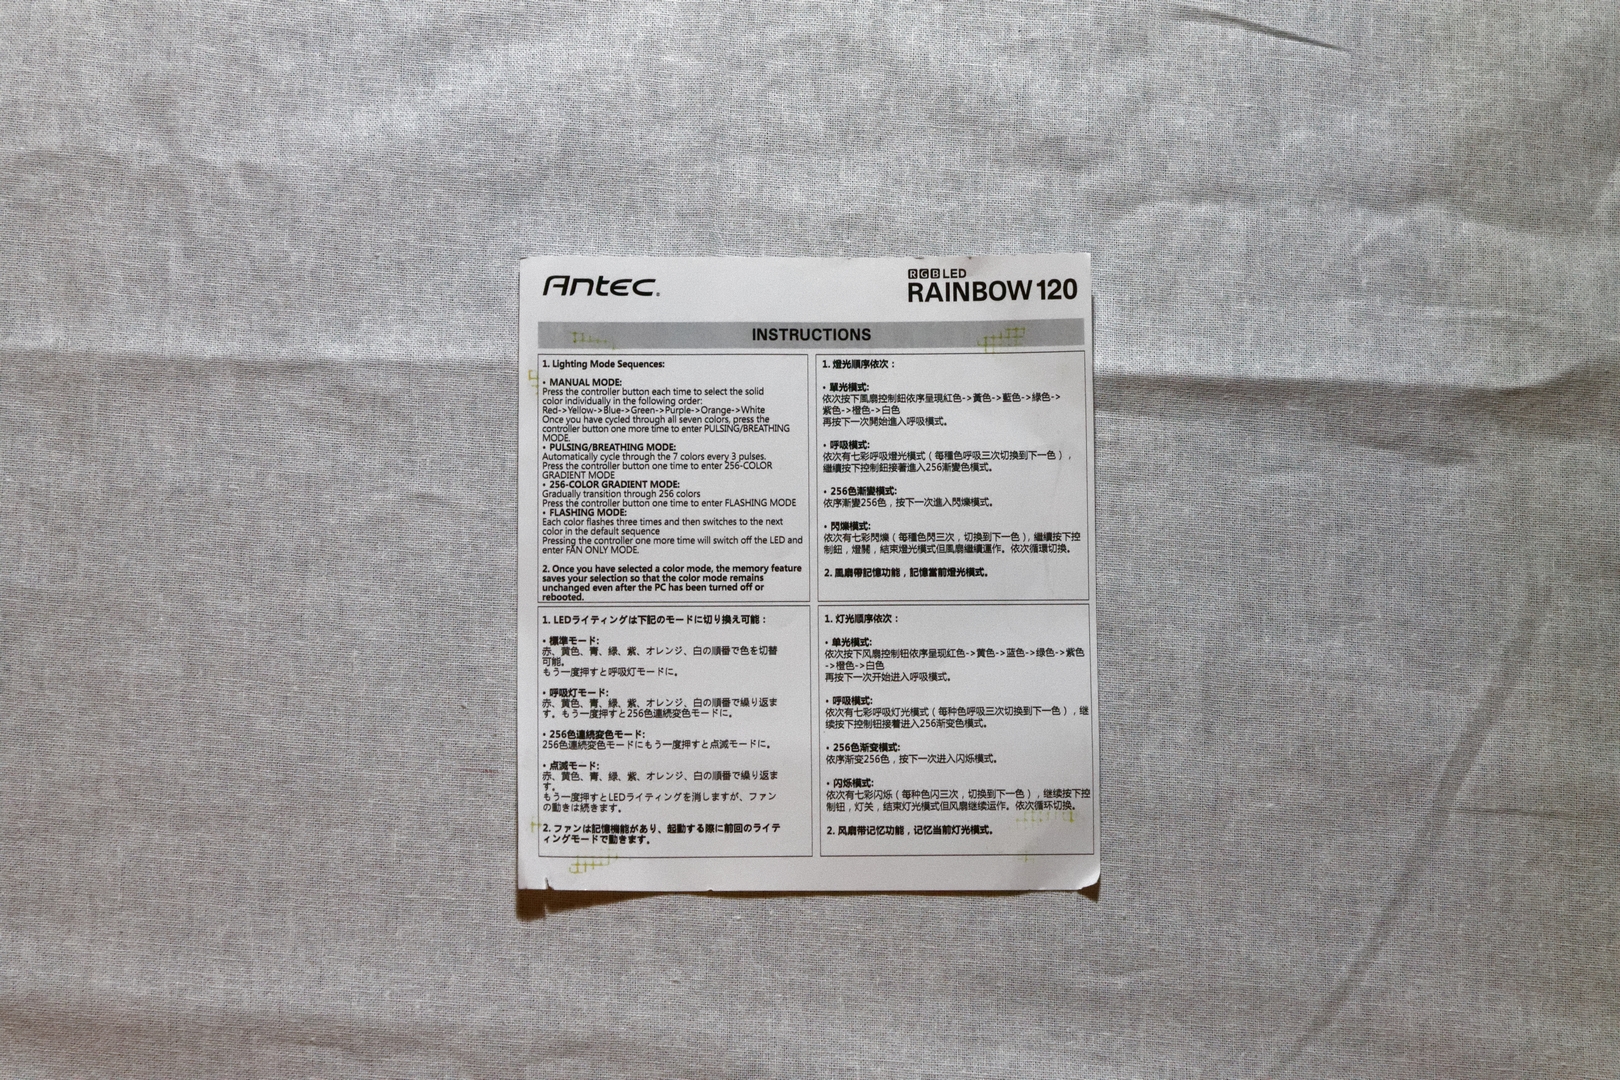 Antec
RGB LED
RAINBOW 120
INSTRUCTIONS
1. Lighting Mode Sequences:
• MANUAL MODE:
Press the controller button each time to select the solid
color individually in the following order:
Red->Yellow->Blue->Green->Purple->Orange->White
Once you have cycled through all seven colors, press the
controller button one more time to enter PULSING/BREATHING
MODE.
• PULSING/BREATHING MODE:
Automatically cycle through the 7 colors every 3 pulses.
Press the controller button one time to enter 256-COLOR
GRADIENT MODE
• 256-COLOR GRADIENT MODE:
Gradually transition through 256 colors
Press the controller button one time to enter FLASHING MODE
• FLASHING MODE:
Each color flashes three times and then switches to the next
color in the default sequence
Pressing the controller one more time will switch off the LED and
enter FAN ONLY MODE.
2. Once you have selected a color mode, the memory feature
saves your selection so that the color mode remains
unchanged even after the PC has been turned off or
rebooted.
1. 燈光順序依次：
• 單光模式:
依次按下風扇控制鈕依序呈現紅色->黃色->藍色->綠色->
紫色->橙色->白色
再按下一次開始進入呼吸模式。
• 呼吸模式:
依次有七彩呼吸燈光模式（每種色呼吸三次切換到下一色），
繼續按下控制鈕接著進入256漸變色模式。
• 256色漸變模式:
依序漸變256色，按下一次進入閃爍模式。
• 閃爍模式:
依次有七彩閃爍（每種色閃三次，切換到下一色），繼續按下控
制鈕，燈關，結束燈光模式但風扇繼續運作。依次循環切換。
2. 風扇帶記憶功能，記憶當前燈光模式。
1. LEDライティングは下記のモードに切り換え可能：
• 標準モード:
赤、黄色、青、緑、紫、オレンジ、白の順番で色を切替
可能。
もう一度押すと呼吸灯モードに。
• 呼吸灯モード:
赤、黄色、青、緑、紫、オレンジ、白の順番で繰り返ま
す。もう一度押すと256色連続変色モードに。
• 256色連続変色モード:
256色連続変色モードにもう一度押すと点滅モードに。
• 点滅モード:
赤、黄色、青、緑、紫、オレンジ、白の順番で繰り返ま
す。
もう一度押すとLEDライティングを消しますが、ファン
の動きは続きます。
2. ファンは記憶機能があり、起動する際に前回のライテ
ィングモードで動きます。
1. 灯光順序依次：
• 单光模式:
依次按下风扇控制钮依序呈现红色->黄色->蓝色->绿色->紫色
->橙色->白色
再按下一次开始进入呼吸模式。
• 呼吸模式:
依次有七彩呼吸灯光模式（每种色呼吸三次切换到下一色），继
续按下控制钮接着进入256渐变色模式。
• 256色渐变模式:
依序渐变256色，按下一次进入闪烁模式。
• 闪烁模式:
依次有七彩闪烁（每种色闪三次，切换到下一色），继续按下控
制钮，灯关，结束灯光模式但风扇继续运作。依次循环切换。
2. 风扇带记忆功能，记忆当前灯光模式。